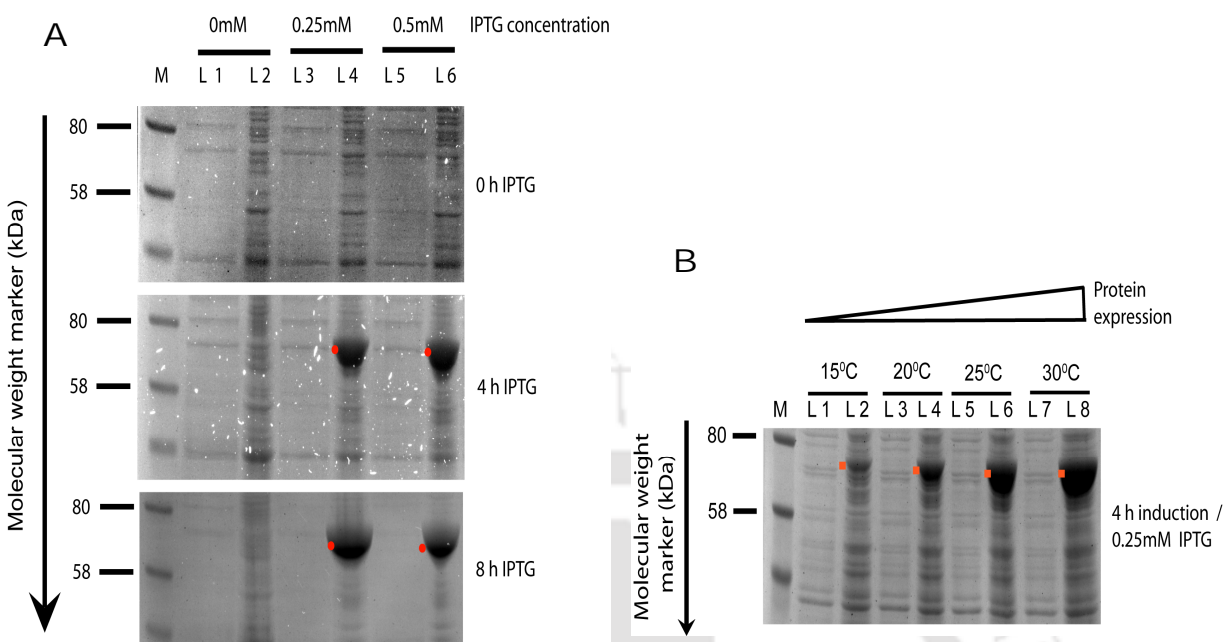 A
0mM 0.25mM 0.5mM IPTG concentration
M L 1 L 2 L 3 L 4 L 5 L 6
80
58
0 h IPTG
80
58
4 h IPTG
80
58
8 h IPTG
Molecular weight marker (kDa)
B
Protein
expression
15⁰C 20⁰C 25⁰C 30⁰C
M L 1 L 2 L 3 L 4 L 5 L 6 L 7 L 8
80
58
4 h induction /
0.25mM IPTG
Molecular weight
marker (kDa)